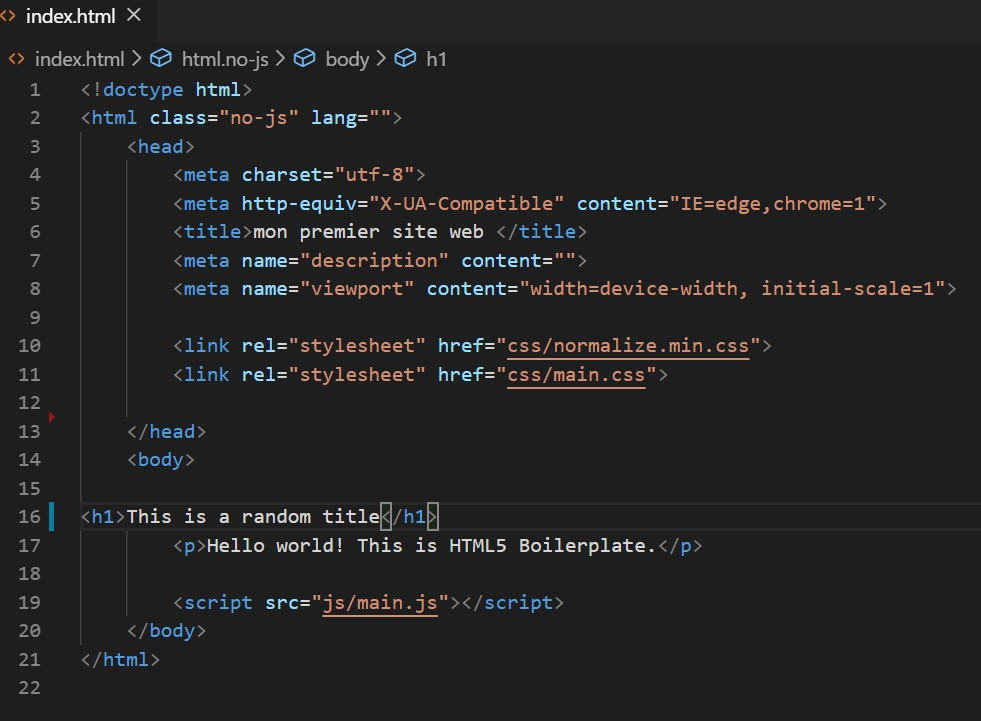 index.html
index.html > html.no-js > body > h1
1 <!doctype html>
2 <html class="no-js" lang="">
3     <head>
4         <meta charset="utf-8">
5         <meta http-equiv="X-UA-Compatible" content="IE=edge,chrome=1">
6         <title>mon premier site web </title>
7         <meta name="description" content="">
8         <meta name="viewport" content="width=device-width, initial-scale=1">
9
10         <link rel="stylesheet" href="css/normalize.min.css">
11         <link rel="stylesheet" href="css/main.css">
12
13     </head>
14     <body>
15
16 <h1>This is a random title</h1>
17         <p>Hello world! This is HTML5 Boilerplate.</p>
18
19         <script src="js/main.js"></script>
20     </body>
21 </html>
22